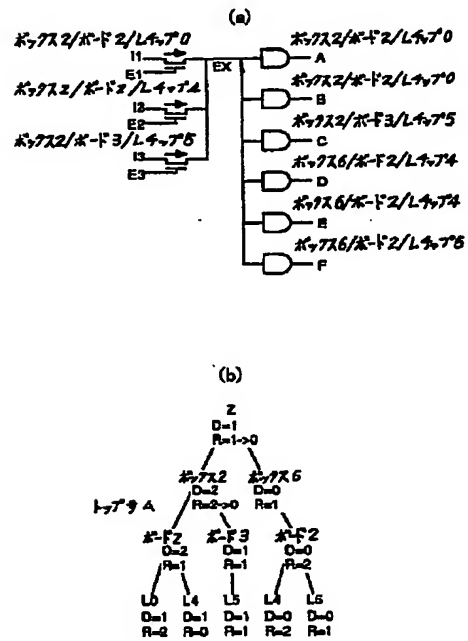 (a)
ボックス2/ボード2/Lチップ0
I1
E1
ボックス2/ボード2/Lチップ4
I2
E2
ボックス2/ボード3/Lチップ5
I3
E3
EX
ボックス2/ボード2/Lチップ0
A
ボックス2/ボード2/Lチップ0
B
ボックス2/ボード3/Lチップ5
C
ボックス6/ボード2/Lチップ4
D
ボックス6/ボード2/Lチップ4
E
ボックス6/ボード2/Lチップ5
F
(b)
Z
D=1
R=1->0
ボックス2 ボックス6
D=2 D=0
R=2->0 R=1
ボード2 ボード3 ボード2
D=2 D=1 D=0
R=1 R=1 R=2
L0 L4 L5 L4 L5
D=1 D=1 D=1 D=0 D=0
R=2 R=0 R=1 R=2 R=1